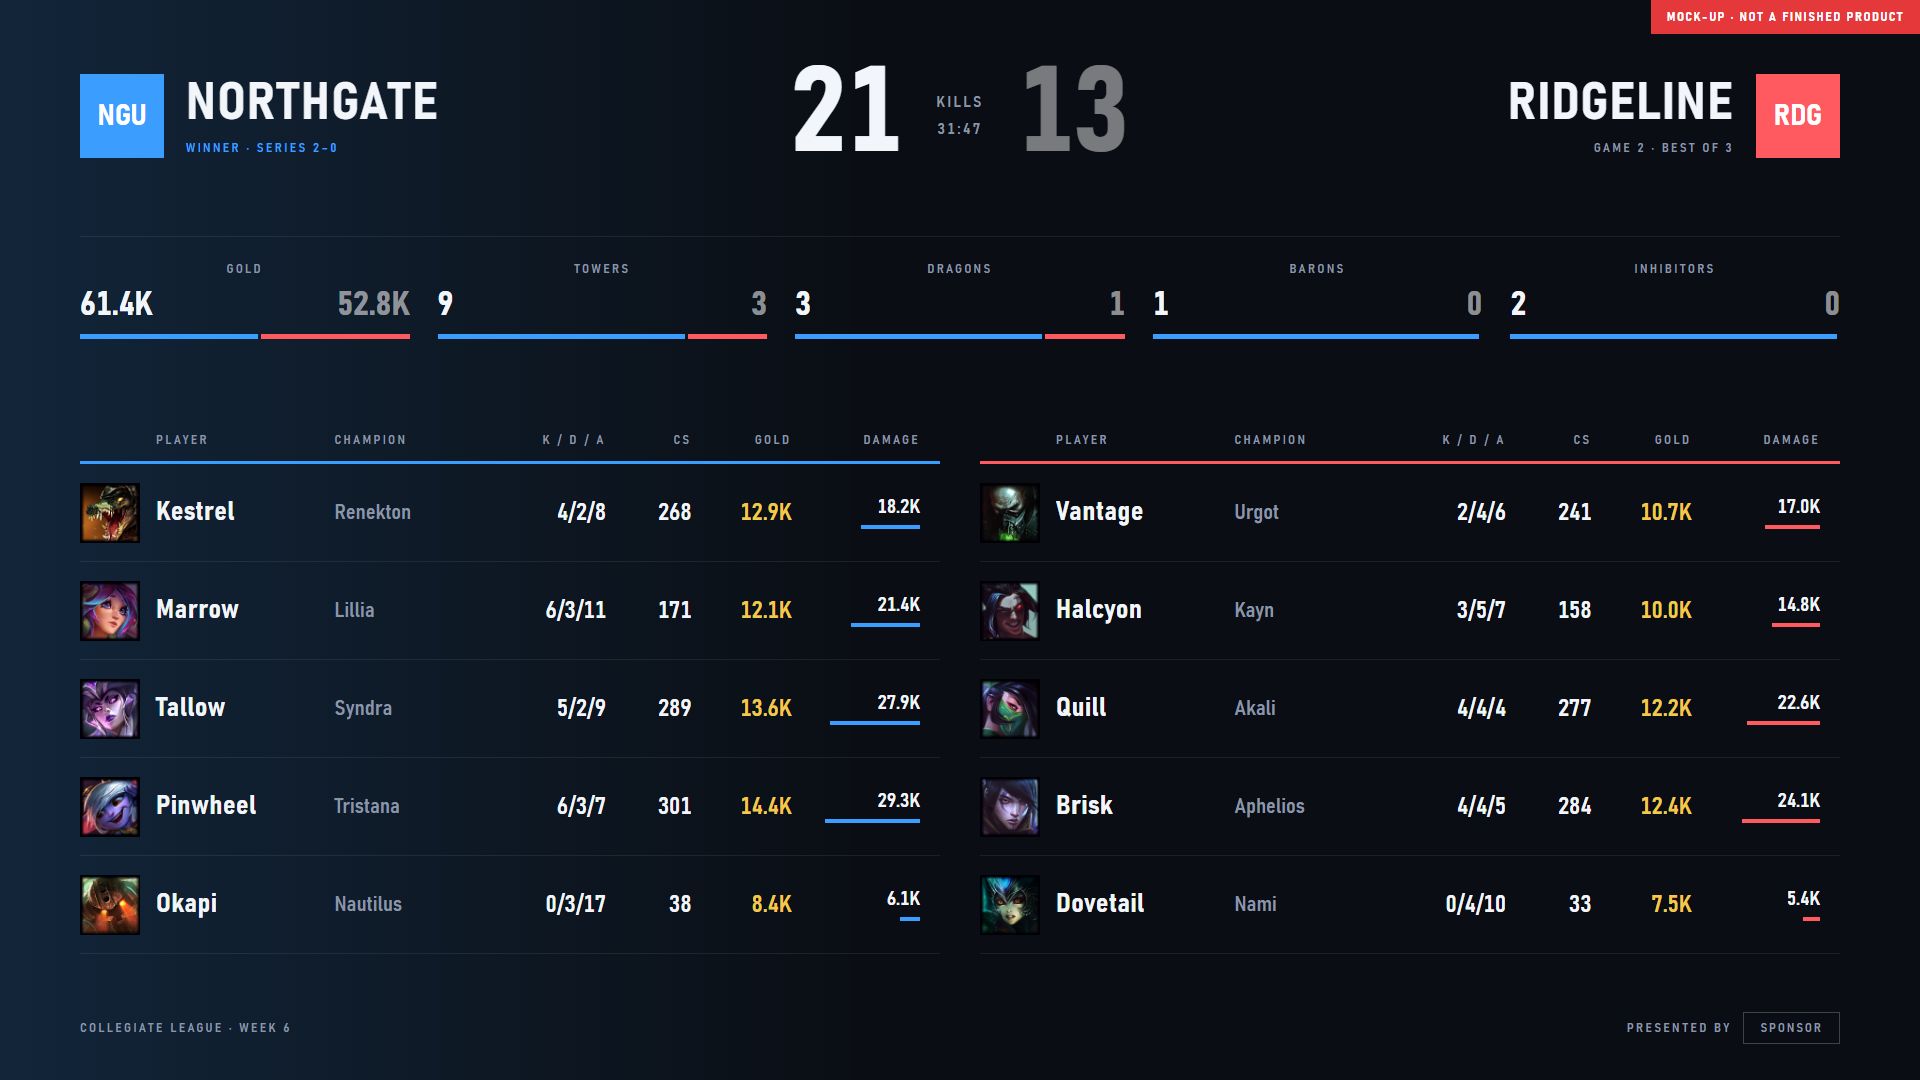 MOCK-UP · NOT A FINISHED PRODUCT
NGU
NORTHGATE
WINNER · SERIES 2-0
21
KILLS
31:47
13
RIDGELINE
GAME 2 · BEST OF 3
RDG
GOLD
61.4K 52.8K
TOWERS
9 3
DRAGONS
3 1
BARONS
1 0
INHIBITORS
2 0
PLAYER CHAMPION K / D / A CS GOLD DAMAGE
Kestrel Renekton 4/2/8 268 12.9K 18.2K
Marrow Lillia 6/3/11 171 12.1K 21.4K
Tallow Syndra 5/2/9 289 13.6K 27.9K
Pinwheel Tristana 6/3/7 301 14.4K 29.3K
Okapi Nautilus 0/3/17 38 8.4K 6.1K
PLAYER CHAMPION K / D / A CS GOLD DAMAGE
Vantage Urgot 2/4/6 241 10.7K 17.0K
Halcyon Kayn 3/5/7 158 10.0K 14.8K
Quill Akali 4/4/4 277 12.2K 22.6K
Brisk Aphelios 4/4/5 284 12.4K 24.1K
Dovetail Nami 0/4/10 33 7.5K 5.4K
COLLEGIATE LEAGUE · WEEK 6
PRESENTED BY SPONSOR